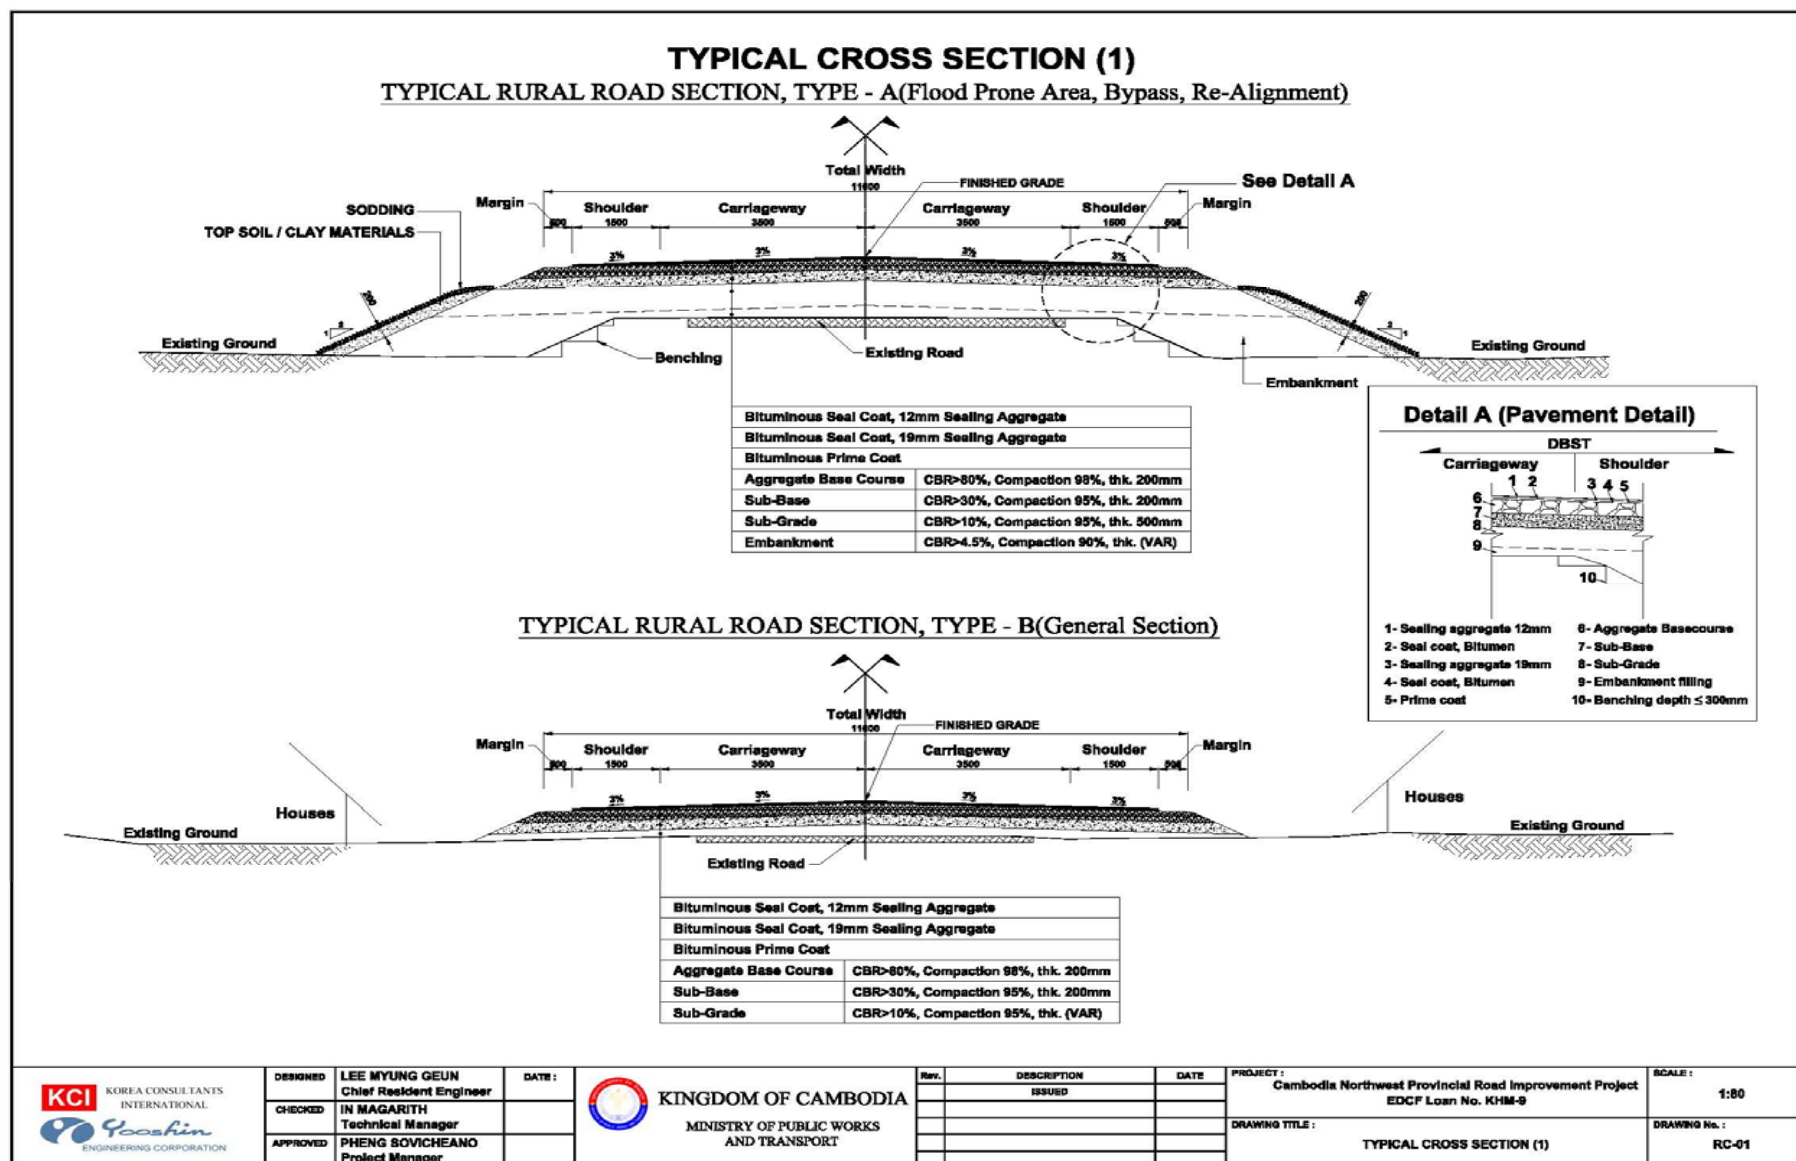 TYPICAL CROSS SECTION (1)
TYPICAL RURAL ROAD SECTION, TYPE - A(Flood Prone Area, Bypass, Re-Alignment)
Total Width
11000
FINISHED GRADE
See Detail A
Margin
Shoulder
Carriageway
Carriageway
Shoulder
Margin
500
1500
3500
3500
1500
500
SODDING
TOP SOIL / CLAY MATERIALS
3%
3%
3%
3%
200
200
1
2
2
1
Existing Ground
Existing Ground
Benching
Existing Road
Embankment
Bituminous Seal Coat, 12mm Sealing Aggregate
Bituminous Seal Coat, 19mm Sealing Aggregate
Bituminous Prime Coat
Aggregate Base Course CBR>80%, Compaction 98%, thk. 200mm
Sub-Base CBR>30%, Compaction 95%, thk. 200mm
Sub-Grade CBR>10%, Compaction 95%, thk. 500mm
Embankment CBR>4.5%, Compaction 90%, thk. (VAR)
Detail A (Pavement Detail)
DBST
Carriageway Shoulder
1 2 3 4 5
6
7
8
9
10
1- Sealing aggregate 12mm
2- Seal coat, Bitumen
3- Sealing aggregate 19mm
4- Seal coat, Bitumen
5- Prime coat
6- Aggregate Basecourse
7- Sub-Base
8- Sub-Grade
9- Embankment filling
10- Benching depth ≤ 300mm
TYPICAL RURAL ROAD SECTION, TYPE - B(General Section)
Total Width
11000
FINISHED GRADE
Margin
Shoulder
Carriageway
Carriageway
Shoulder
Margin
500
1500
3500
3500
1500
500
3%
3%
3%
3%
Houses
Houses
Existing Ground
Existing Ground
Existing Road
Bituminous Seal Coat, 12mm Sealing Aggregate
Bituminous Seal Coat, 19mm Sealing Aggregate
Bituminous Prime Coat
Aggregate Base Course CBR>80%, Compaction 98%, thk. 200mm
Sub-Base CBR>30%, Compaction 95%, thk. 200mm
Sub-Grade CBR>10%, Compaction 95%, thk. (VAR)
KCI KOREA CONSULTANTS
INTERNATIONAL
Yooshin
ENGINEERING CORPORATION
DESIGNED LEE MYUNG GEUN
Chief Resident Engineer
DATE :
CHECKED IN MAGARITH
Technical Manager
APPROVED PHENG SOVICHEANO
Project Manager
KINGDOM OF CAMBODIA
MINISTRY OF PUBLIC WORKS
AND TRANSPORT
Rev. DESCRIPTION DATE
ISSUED
PROJECT :
Cambodia Northwest Provincial Road Improvement Project
EDCF Loan No. KHM-9
DRAWING TITLE :
TYPICAL CROSS SECTION (1)
SCALE :
1:80
DRAWING No. :
RC-01